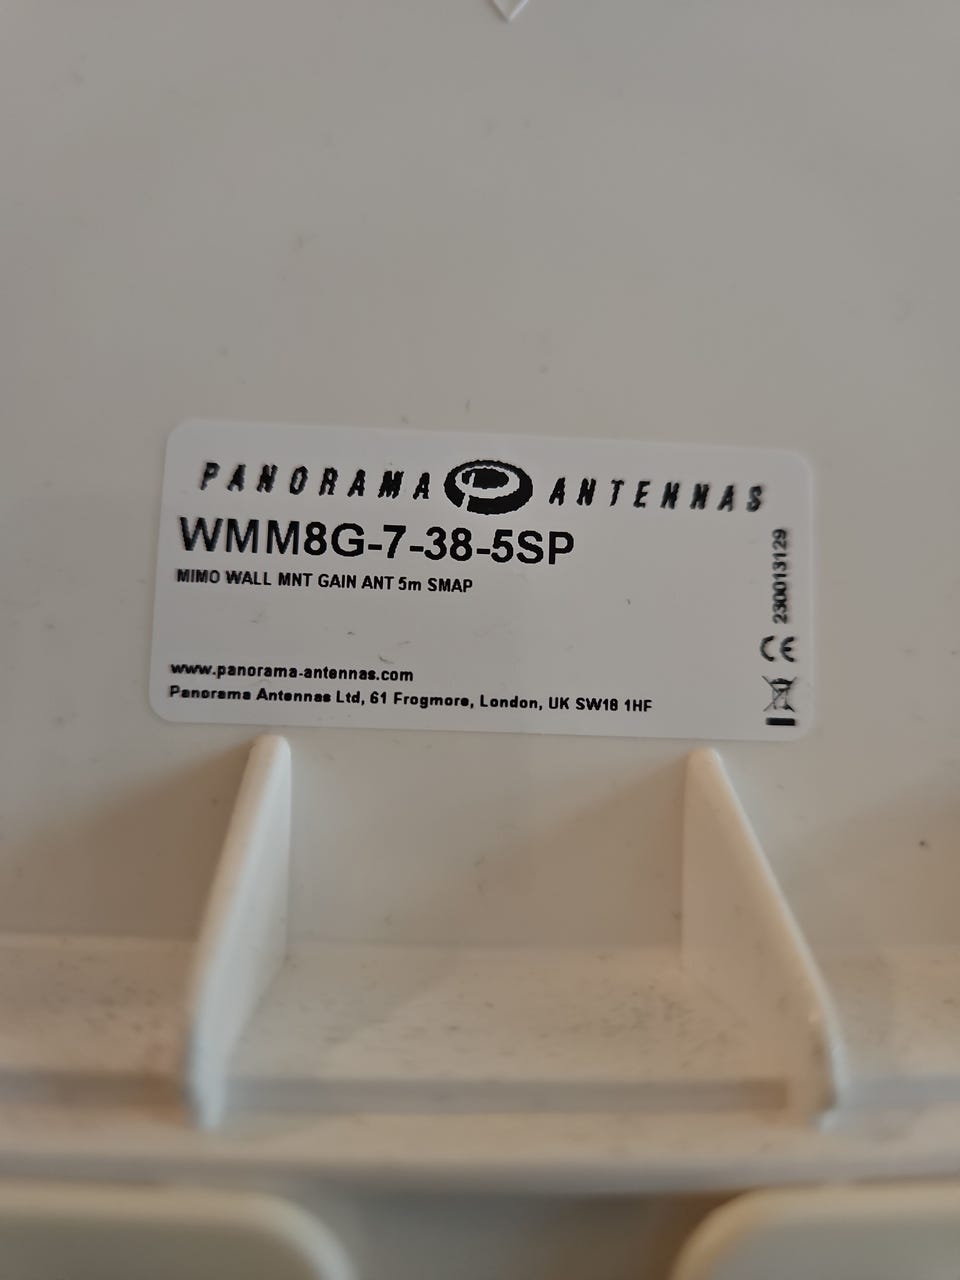 PANORAMA ANTENNAS
WMM8G-7-38-5SP
MIMO WALL MNT GAIN ANT 5m SMAP
www.panorama-antennas.com
Panorama Antennas Ltd, 61 Frogmore, London, UK SW18 1HF
CE 230013129